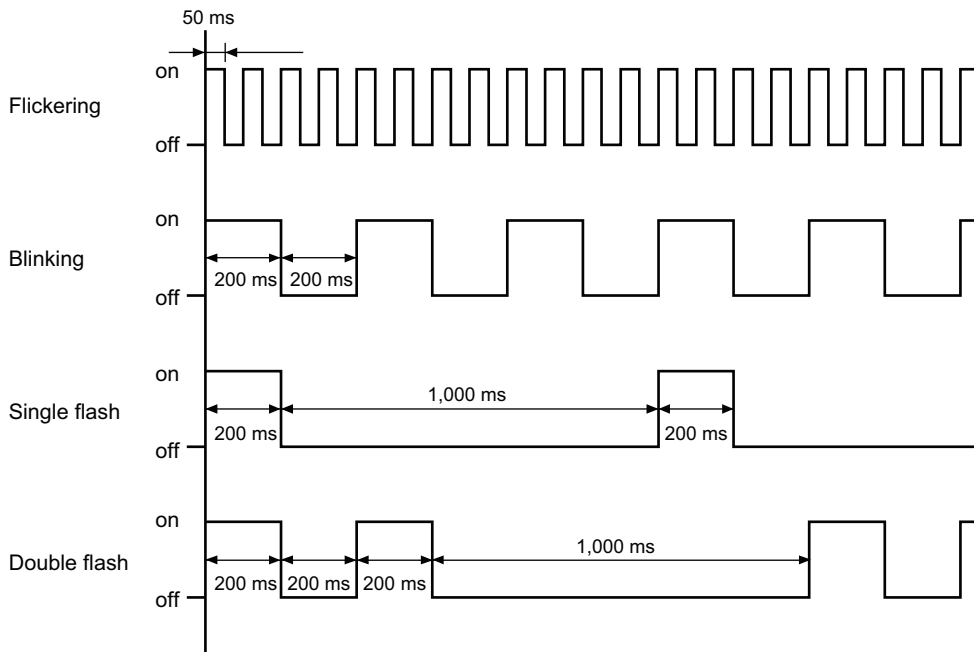 50 ms
on
Flickering
off
on
Blinking
200 ms 200 ms
off
on
1,000 ms
Single flash
200 ms 200 ms
off
on
1,000 ms
Double flash
200 ms 200 ms 200 ms
off